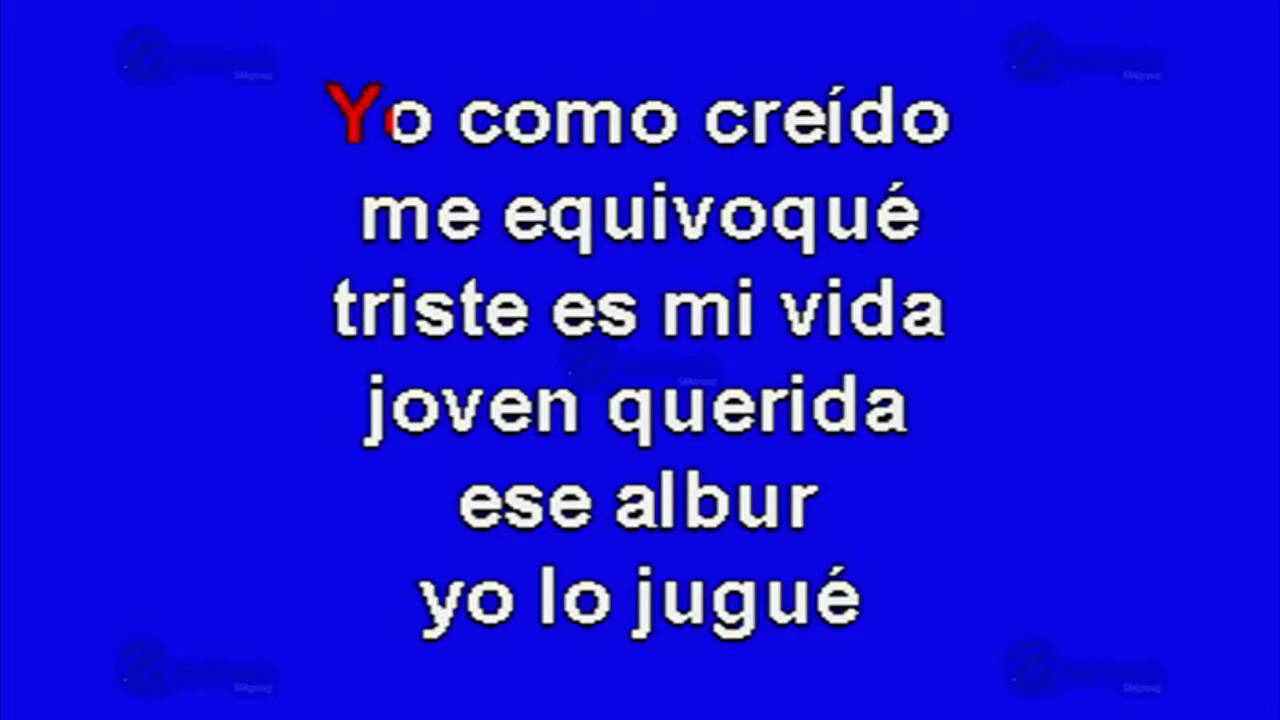 Yo como creído
me equivoqué
triste es mi vida
joven querida
ese albur
yo lo jugué